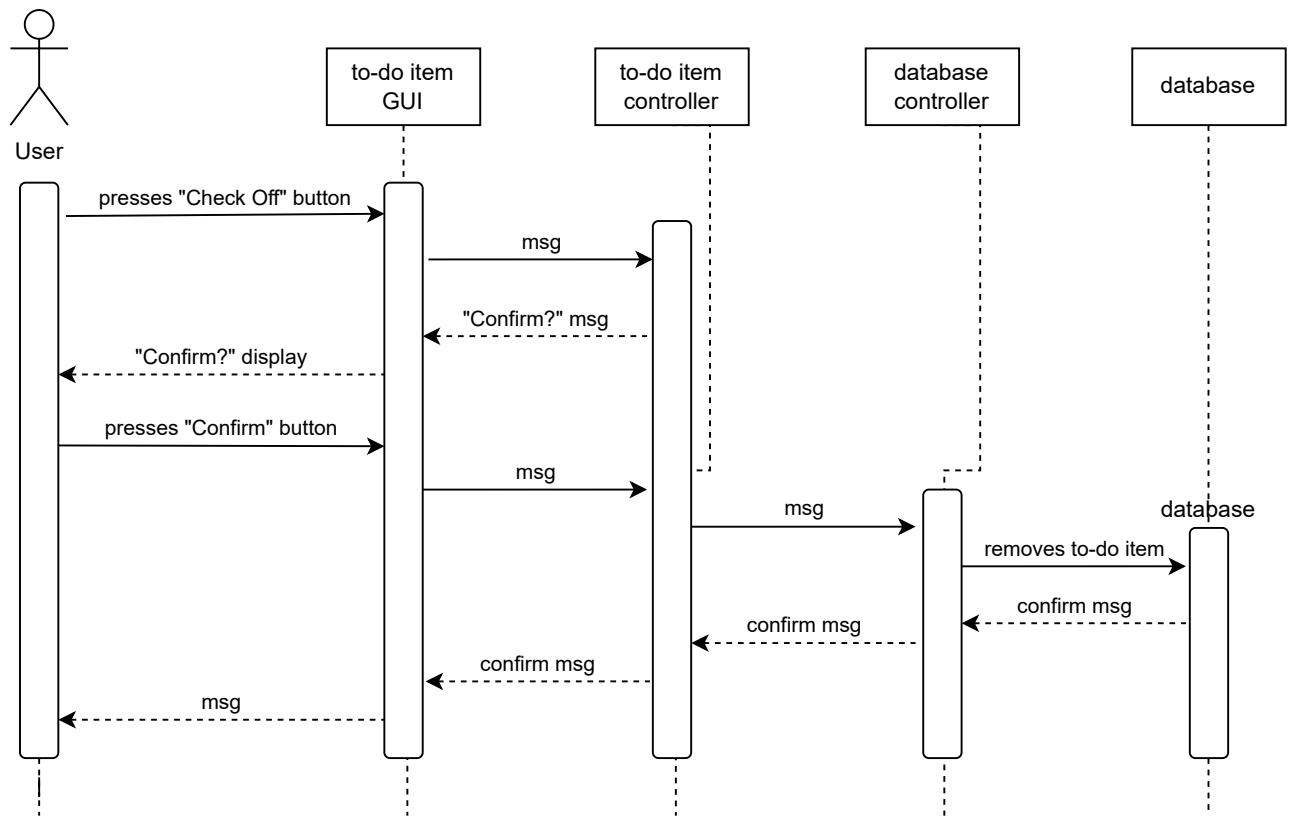 to-do item
GUI
to-do item
controller
database
controller
database
User
presses "Check Off" button
msg
"Confirm?" msg
"Confirm?" display
presses "Confirm" button
msg
msg
database
removes to-do item
confirm msg
confirm msg
confirm msg
msg